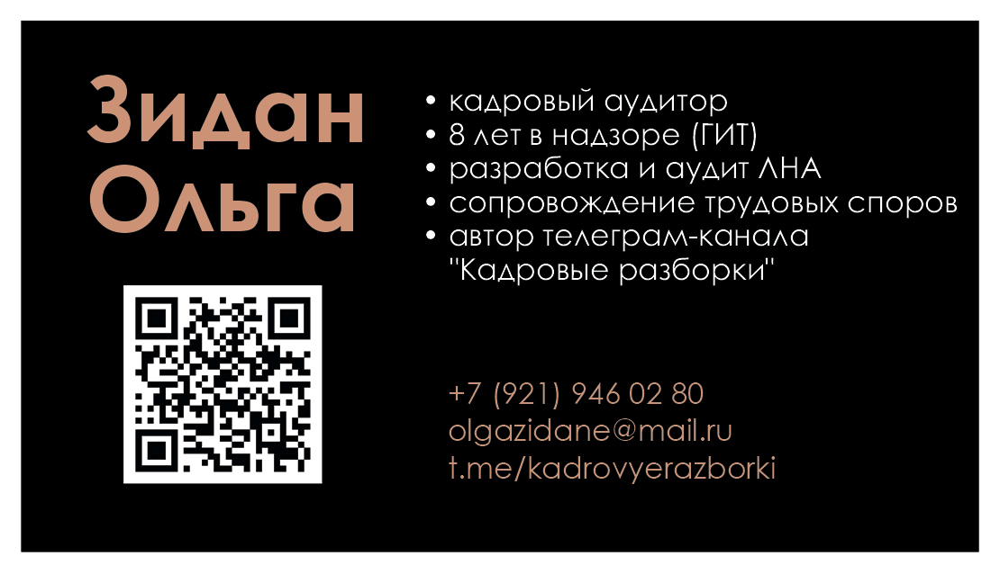 Зидан
Ольга
• кадровый аудитор
• 8 лет в надзоре (ГИТ)
• разработка и аудит ЛНА
• сопровождение трудовых споров
• автор телеграм-канала
"Кадровые разборки"
+7 (921) 946 02 80
olgazidane@mail.ru
t.me/kadrovyerazborki